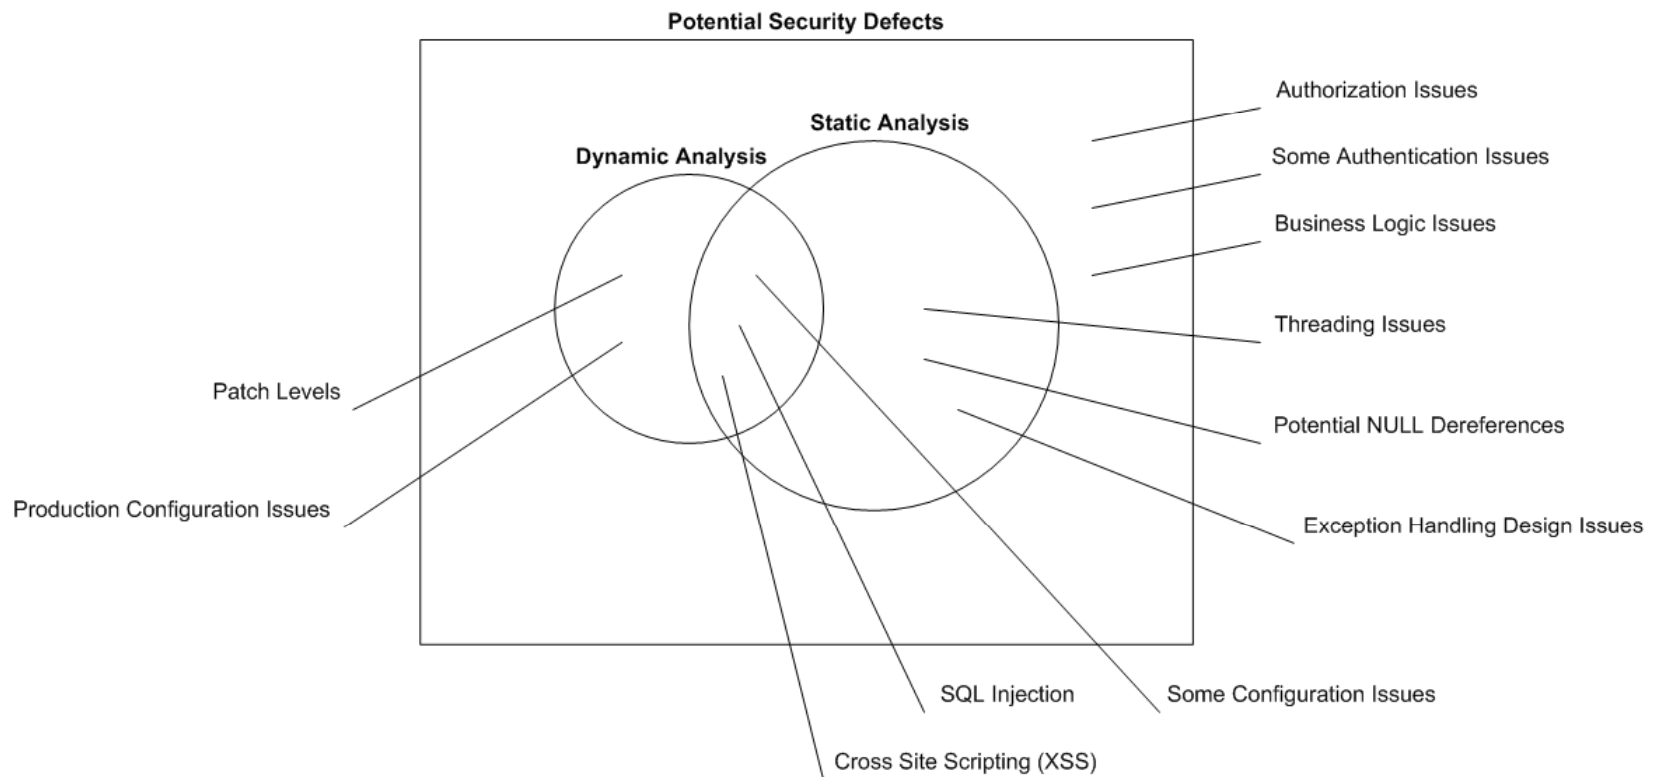 Potential Security Defects
Authorization Issues
Static Analysis
Dynamic Analysis
Some Authentication Issues
Business Logic Issues
Threading Issues
Patch Levels
Potential NULL Dereferences
Production Configuration Issues
Exception Handling Design Issues
SQL Injection
Some Configuration Issues
Cross Site Scripting (XSS)